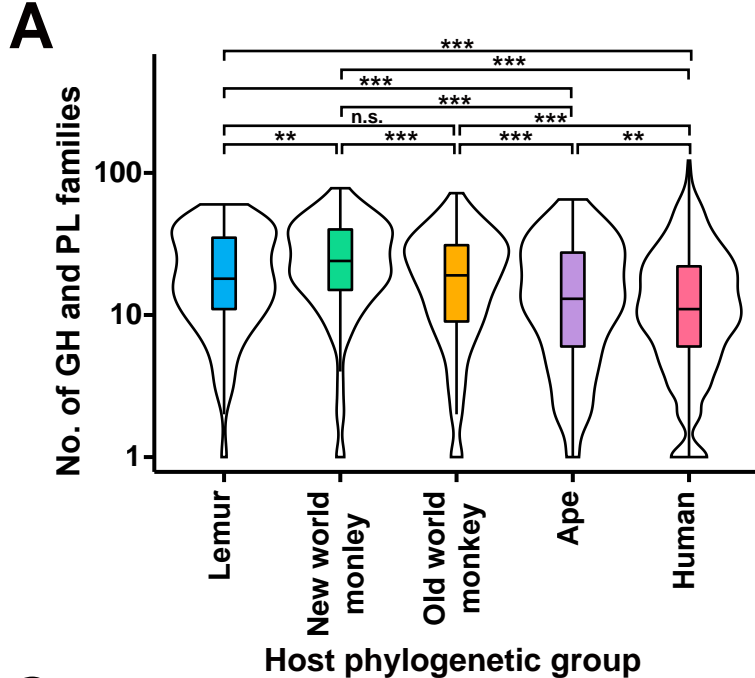 A
***
***
***
***
n.s.
***
**
***
***
**
No. of GH and PL families
100
10
1
Lemur
New world
monley
Old world
monkey
Ape
Human
Host phylogenetic group